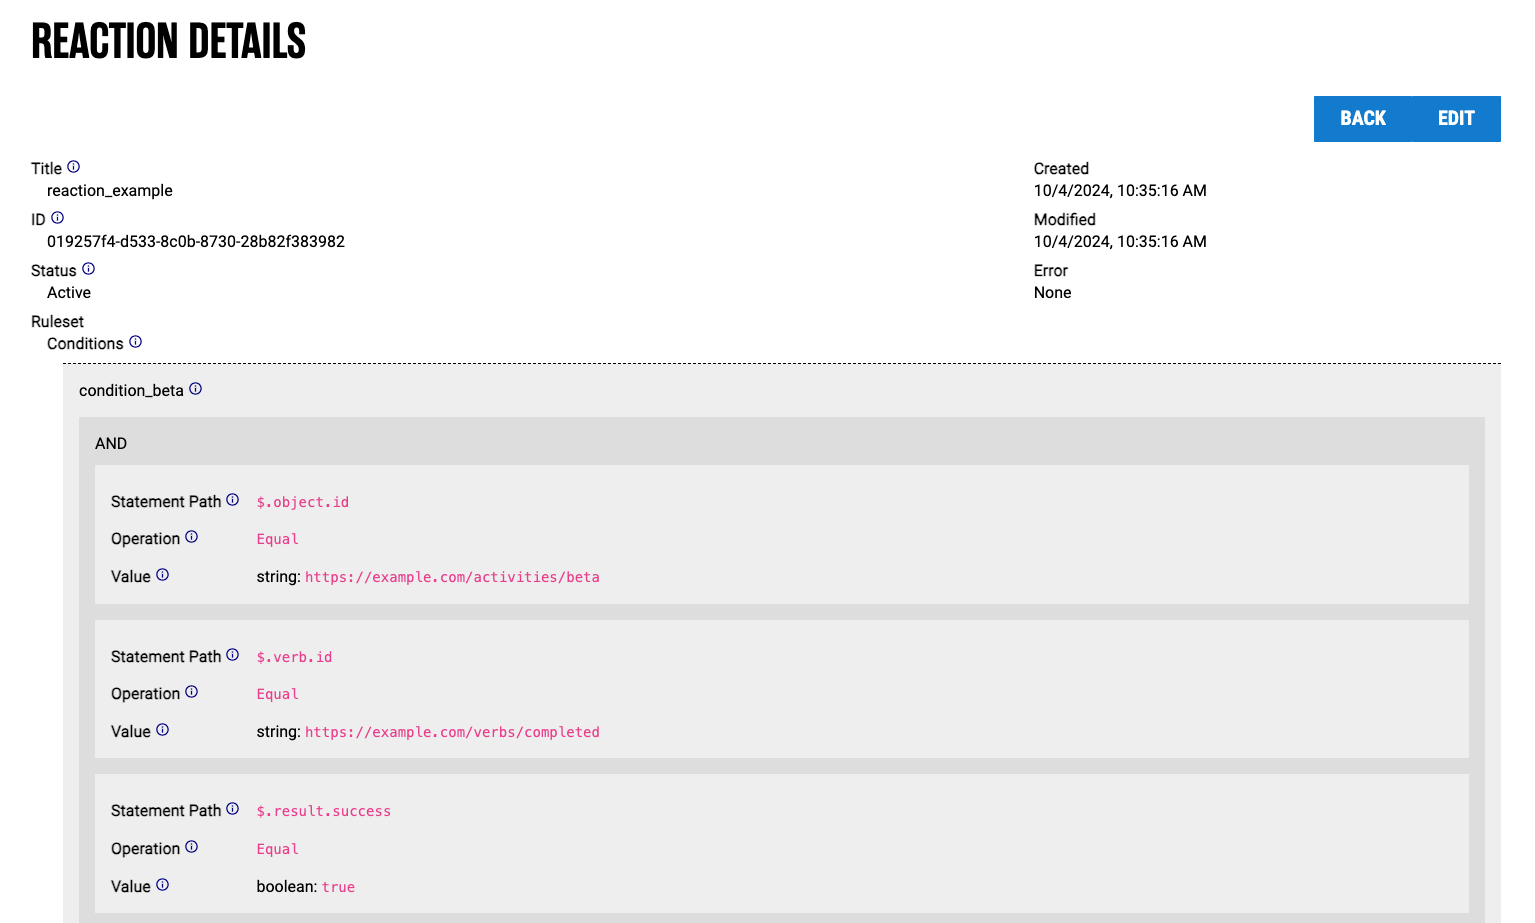 REACTION DETAILS
BACK EDIT
Title
reaction_example
ID
019257f4-d533-8c0b-8730-28b82f383982
Status
Active
Created
10/4/2024, 10:35:16 AM
Modified
10/4/2024, 10:35:16 AM
Error
None
Ruleset
Conditions
condition_beta
AND
Statement Path $.object.id
Operation Equal
Value string: https://example.com/activities/beta
Statement Path $.verb.id
Operation Equal
Value string: https://example.com/verbs/completed
Statement Path $.result.success
Operation Equal
Value boolean: true